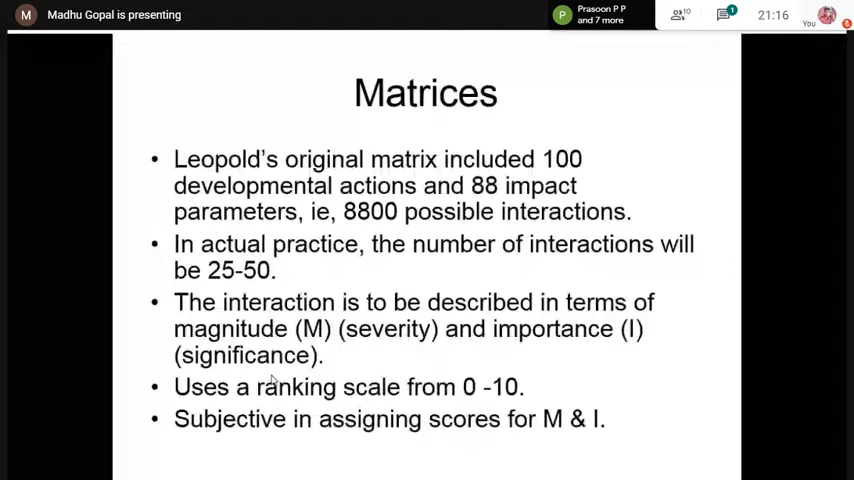 M Madhu Gopal is presenting
P Prasoon P P
and 7 more
10
1
21:16
You
Matrices
• Leopold's original matrix included 100
developmental actions and 88 impact
parameters, ie, 8800 possible interactions.
• In actual practice, the number of interactions will
be 25-50.
• The interaction is to be described in terms of
magnitude (M) (severity) and importance (I)
(significance).
• Uses a ranking scale from 0 -10.
• Subjective in assigning scores for M & I.